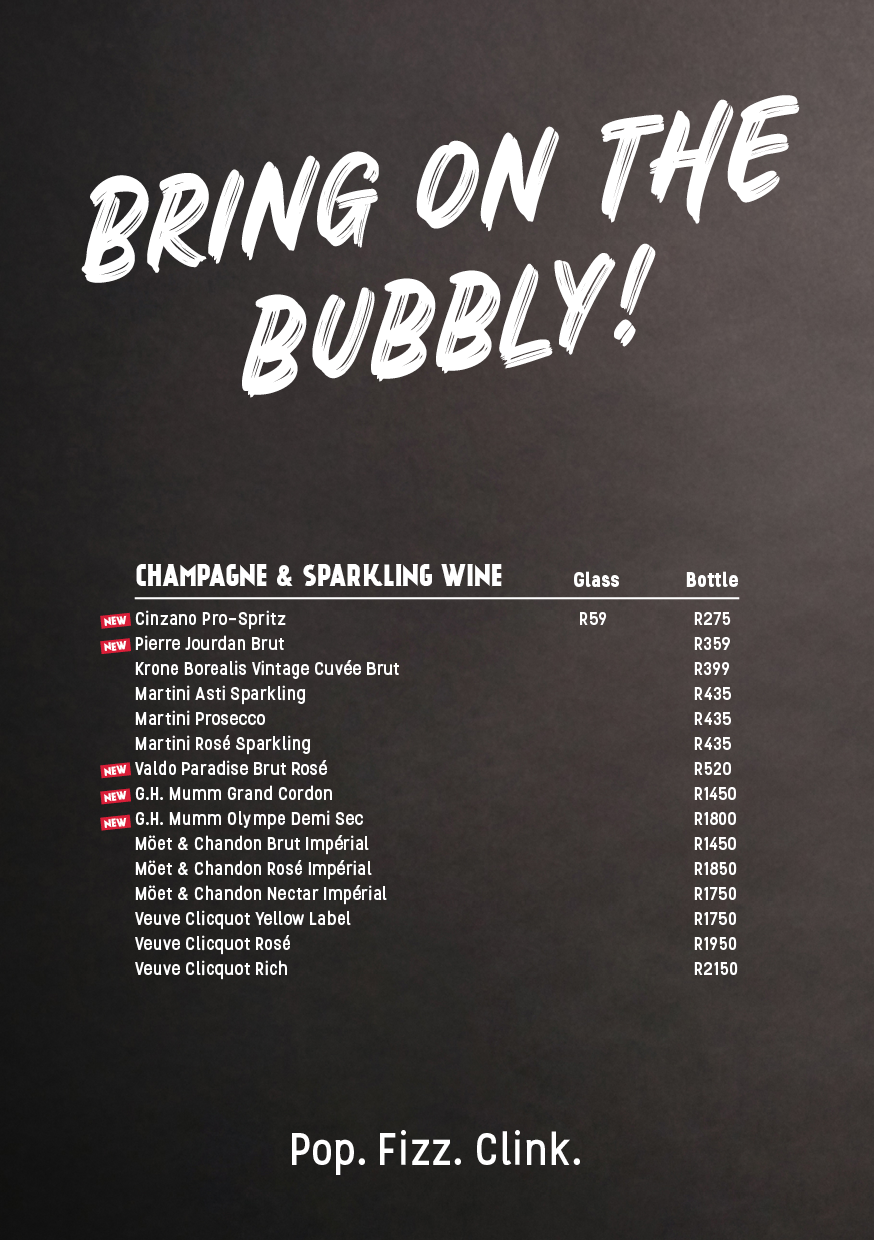 BRING ON THE
BUBBLY!
CHAMPAGNE & SPARKLING WINE Glass Bottle
NEW Cinzano Pro-Spritz R59 R275
NEW Pierre Jourdan Brut R359
Krone Borealis Vintage Cuvée Brut R399
Martini Asti Sparkling R435
Martini Prosecco R435
Martini Rosé Sparkling R435
NEW Valdo Paradise Brut Rosé R520
NEW G.H. Mumm Grand Cordon R1450
NEW G.H. Mumm Olympe Demi Sec R1800
Möet & Chandon Brut Impérial R1450
Möet & Chandon Rosé Impérial R1850
Möet & Chandon Nectar Impérial R1750
Veuve Clicquot Yellow Label R1750
Veuve Clicquot Rosé R1950
Veuve Clicquot Rich R2150
Pop. Fizz. Clink.